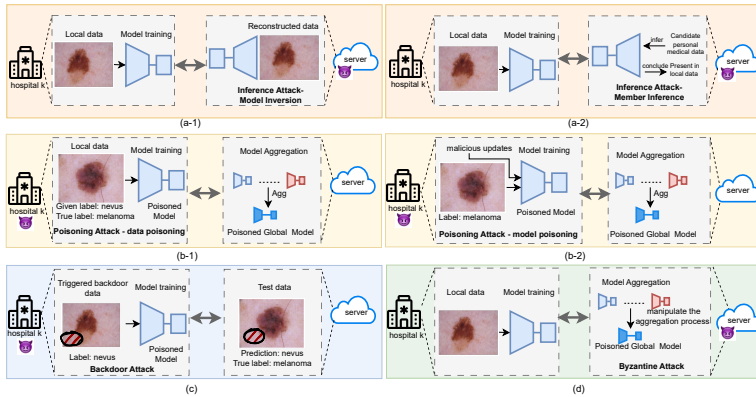 Local data
Model training
Reconstructed data
hospital k
server
Inference Attack-
Model Inversion
(a-1)
Local data
Model training
infer
Candidate
personal
medical data
conclude Present in
local data
hospital k
server
Inference Attack-
Member Inference
(a-2)
Local data
Model training
Model Aggregation
server
hospital k
Agg
Given label: nevus
True label: melanoma
Poisoned
Model
Poisoned Global Model
Poisoning Attack - data poisoning
(b-1)
malicious updates
Model training
Model Aggregation
server
hospital k
Agg
Label: melanoma
Poisoned Model
Poisoned Global Model
Poisoning Attack - model poisoning
(b-2)
Triggered backdoor
data
Model training
Test data
server
hospital k
Label: nevus
Poisoned
Model
Prediction: nevus
True label: melanoma
Backdoor Attack
(c)
Local data
Model training
Model Aggregation
manipulate the
aggregation process
hospital k
server
Poisoned Global Model
Byzantine Attack
(d)